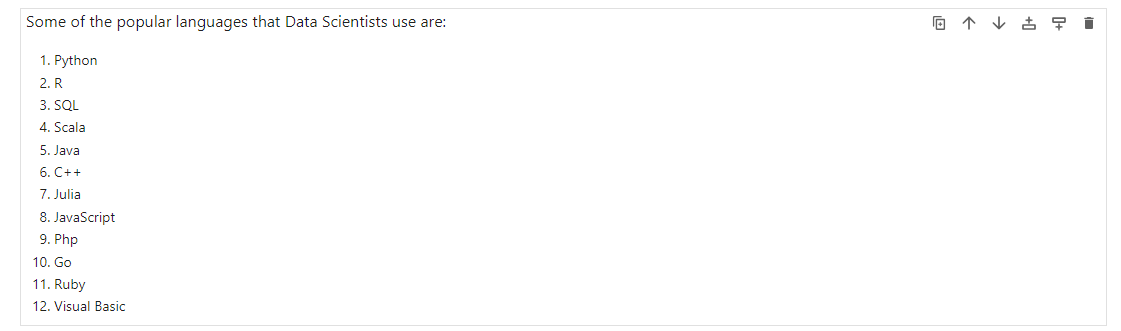 Some of the popular languages that Data Scientists use are:
1. Python
2. R
3. SQL
4. Scala
5. Java
6. C++
7. Julia
8. JavaScript
9. Php
10. Go
11. Ruby
12. Visual Basic